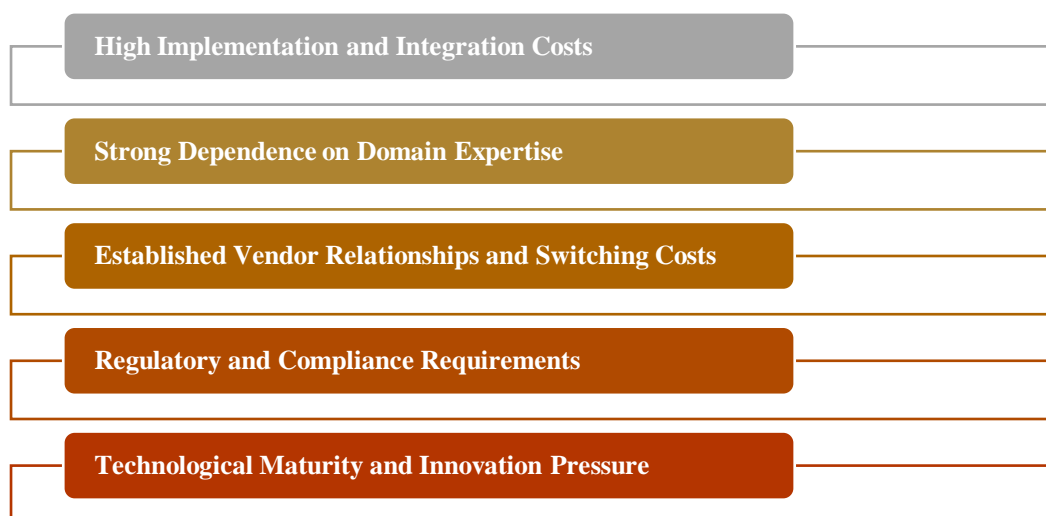 High Implementation and Integration Costs
Strong Dependence on Domain Expertise
Established Vendor Relationships and Switching Costs
Regulatory and Compliance Requirements
Technological Maturity and Innovation Pressure